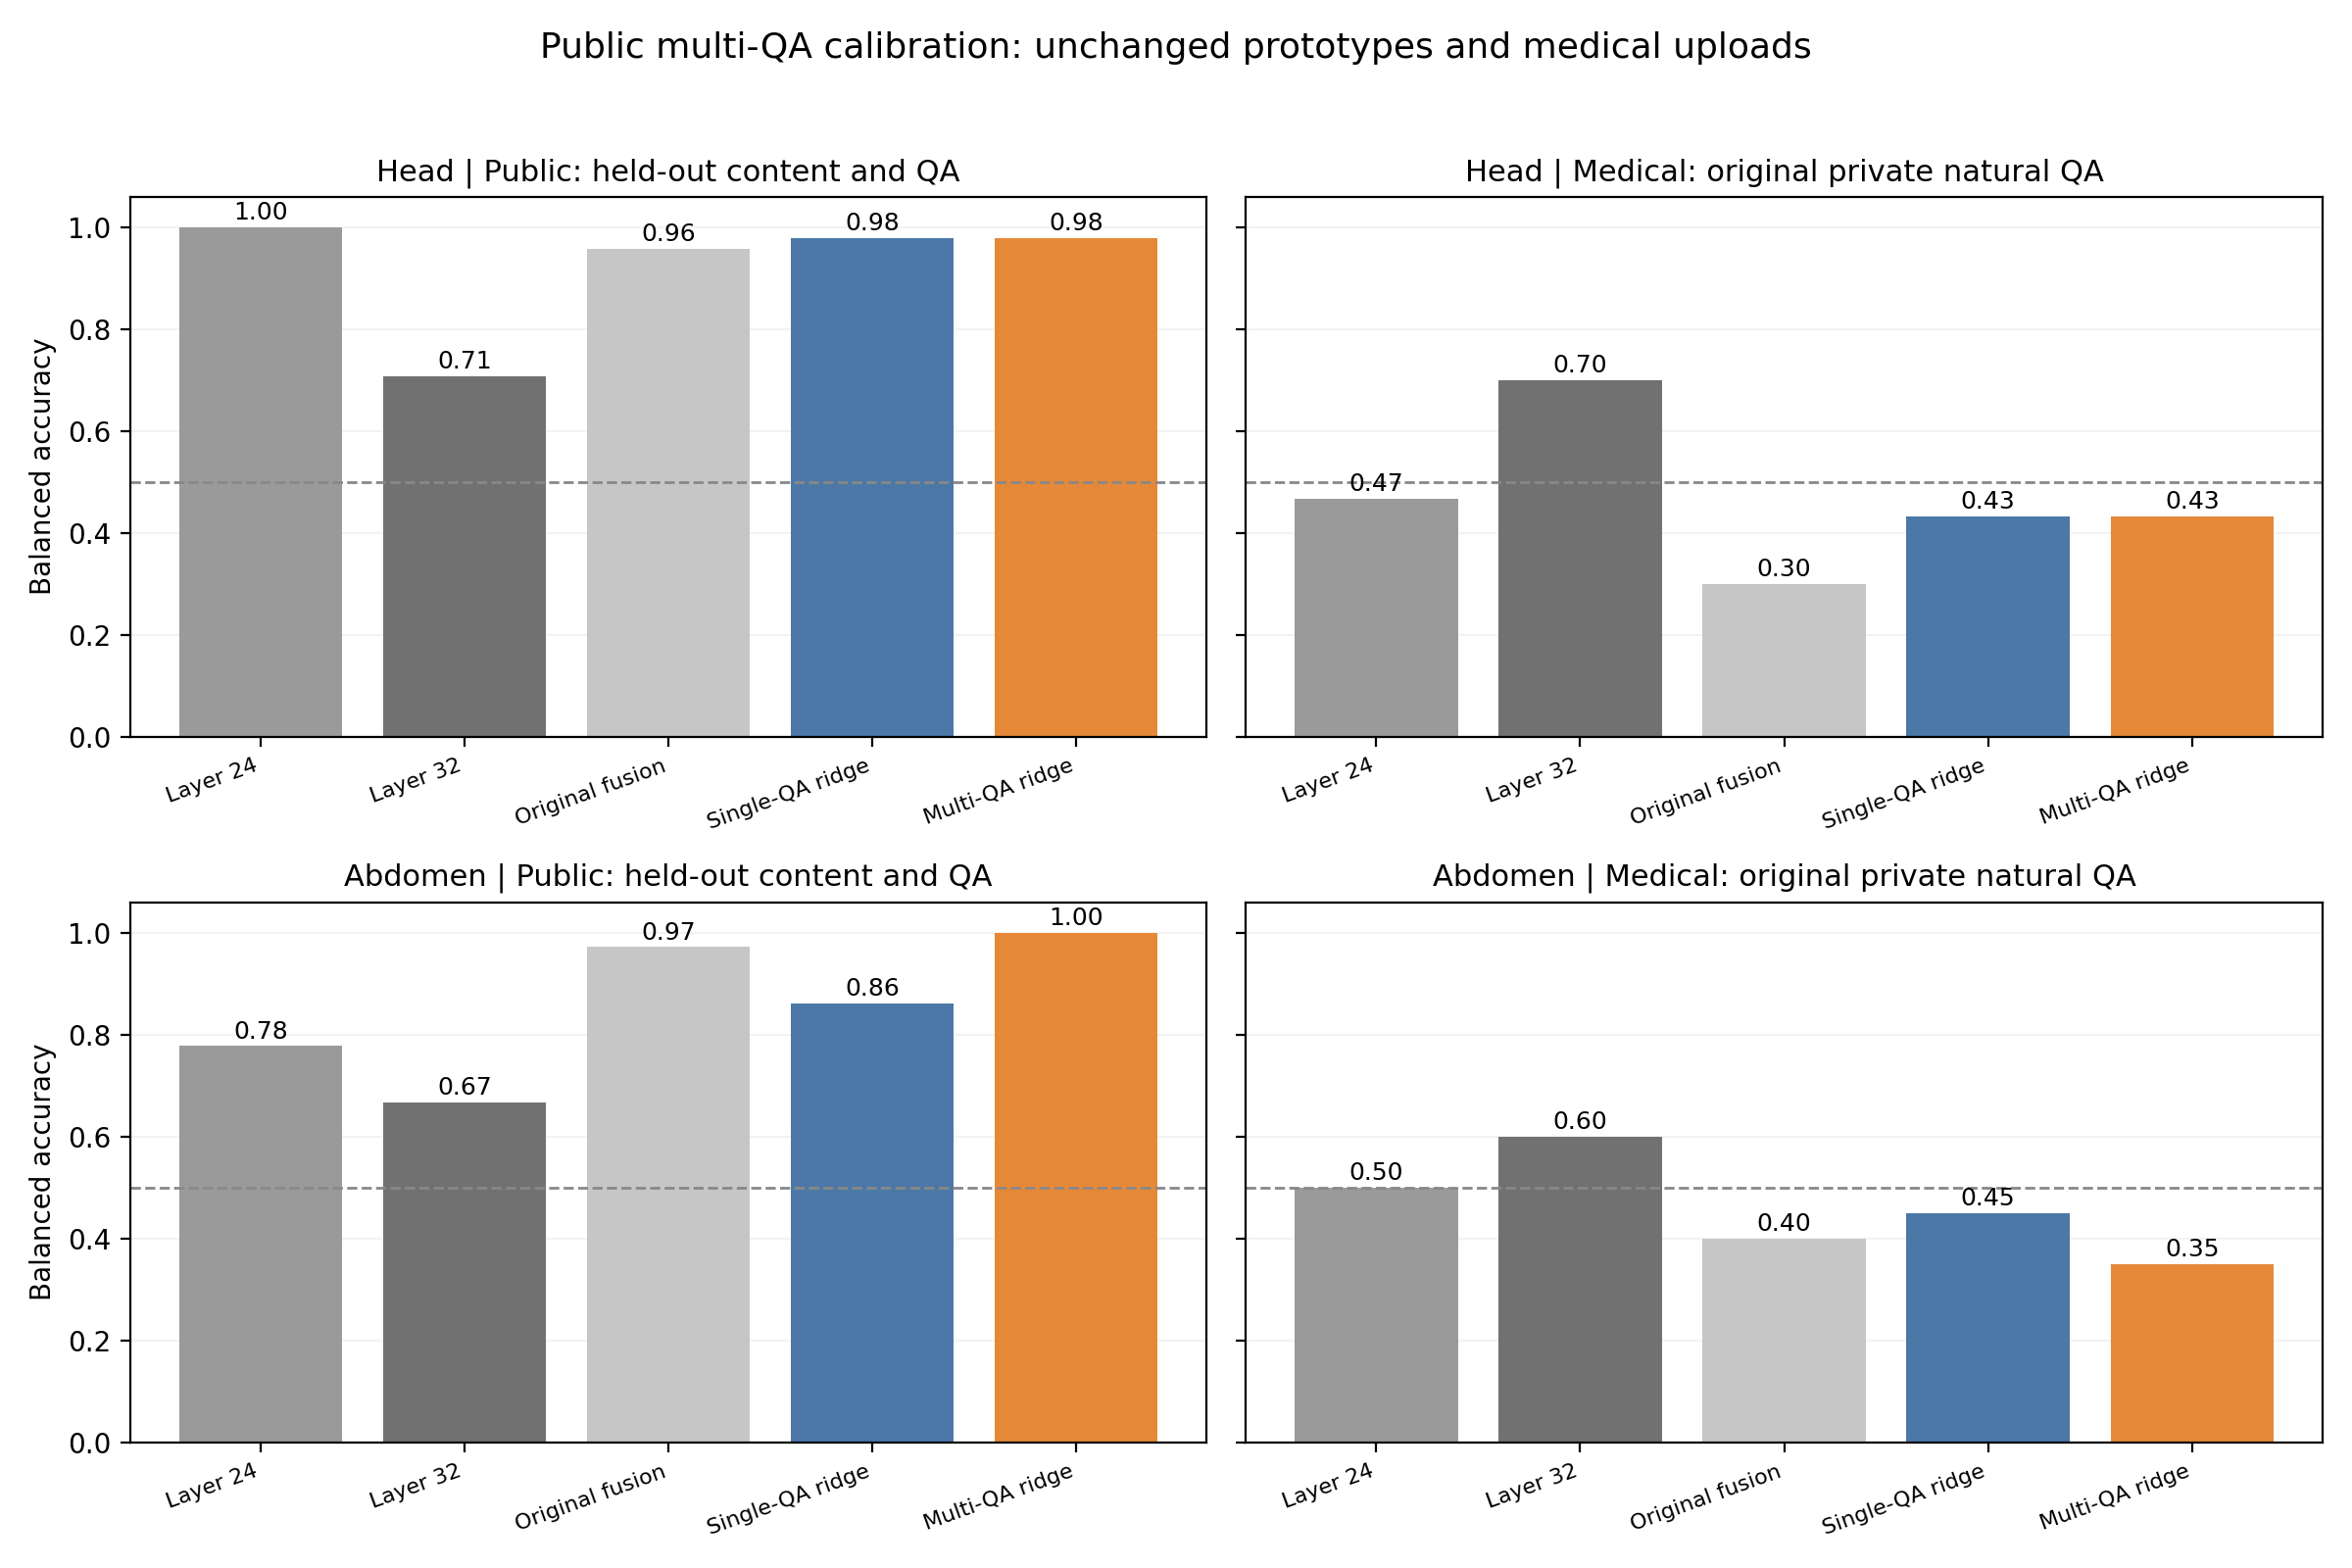 Public multi-QA calibration: unchanged prototypes and medical uploads
Head | Public: held-out content and QA
Balanced accuracy
1.0
0.8
0.6
0.4
0.2
0.0
1.00
0.71
0.96
0.98
0.98
Layer 24
Layer 32
Original fusion
Single-QA ridge
Multi-QA ridge
Head | Medical: original private natural QA
0.47
0.70
0.30
0.43
0.43
Layer 24
Layer 32
Original fusion
Single-QA ridge
Multi-QA ridge
Abdomen | Public: held-out content and QA
Balanced accuracy
1.0
0.8
0.6
0.4
0.2
0.0
0.78
0.67
0.97
0.86
1.00
Layer 24
Layer 32
Original fusion
Single-QA ridge
Multi-QA ridge
Abdomen | Medical: original private natural QA
0.50
0.60
0.40
0.45
0.35
Layer 24
Layer 32
Original fusion
Single-QA ridge
Multi-QA ridge